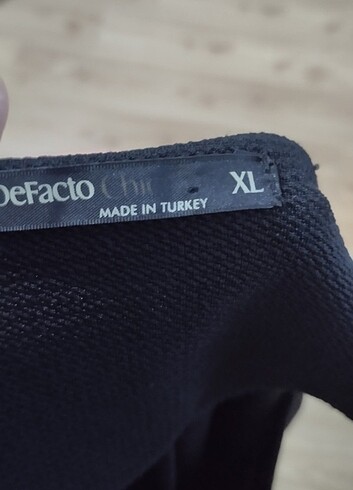 DeFacto Chic XL
MADE IN TURKEY